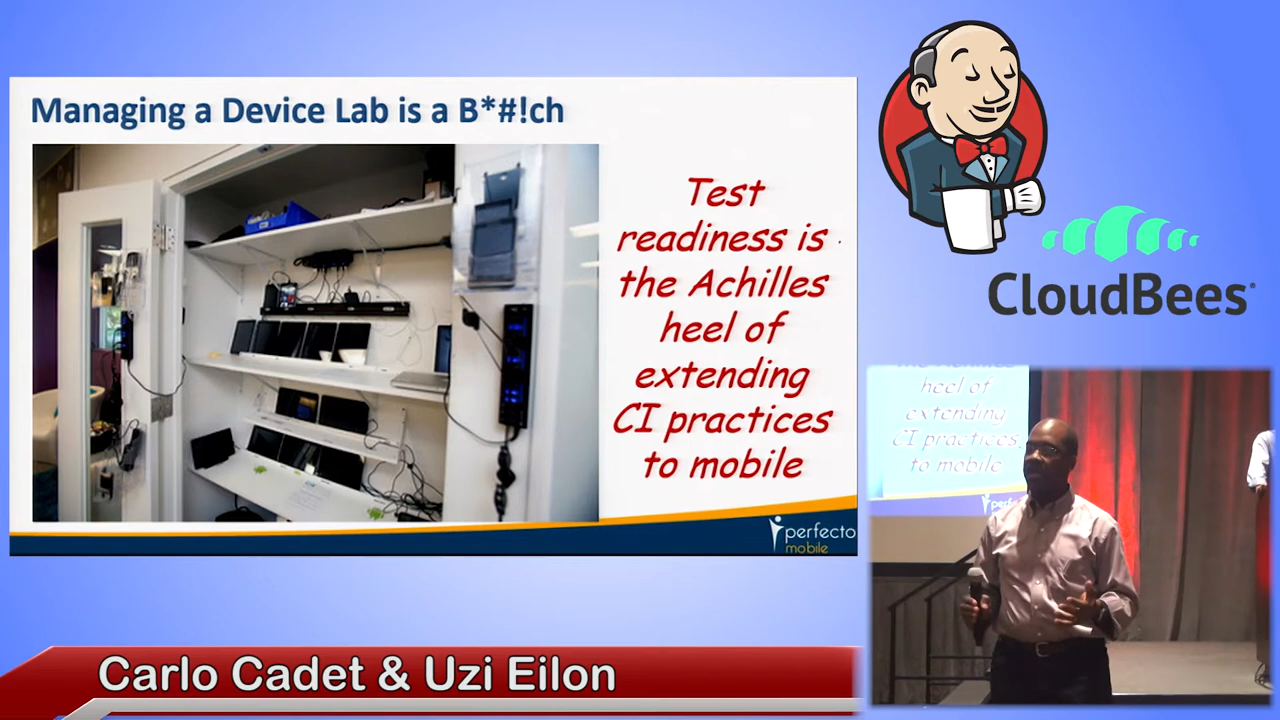 Managing a Device Lab is a B*#!ch
Test
readiness is
the Achilles
heel of
extending
CI practices
to mobile
perfecto
mobile
CloudBees
heel of
extending
CI practices
to mobile
Carlo Cadet & Uzi Eilon